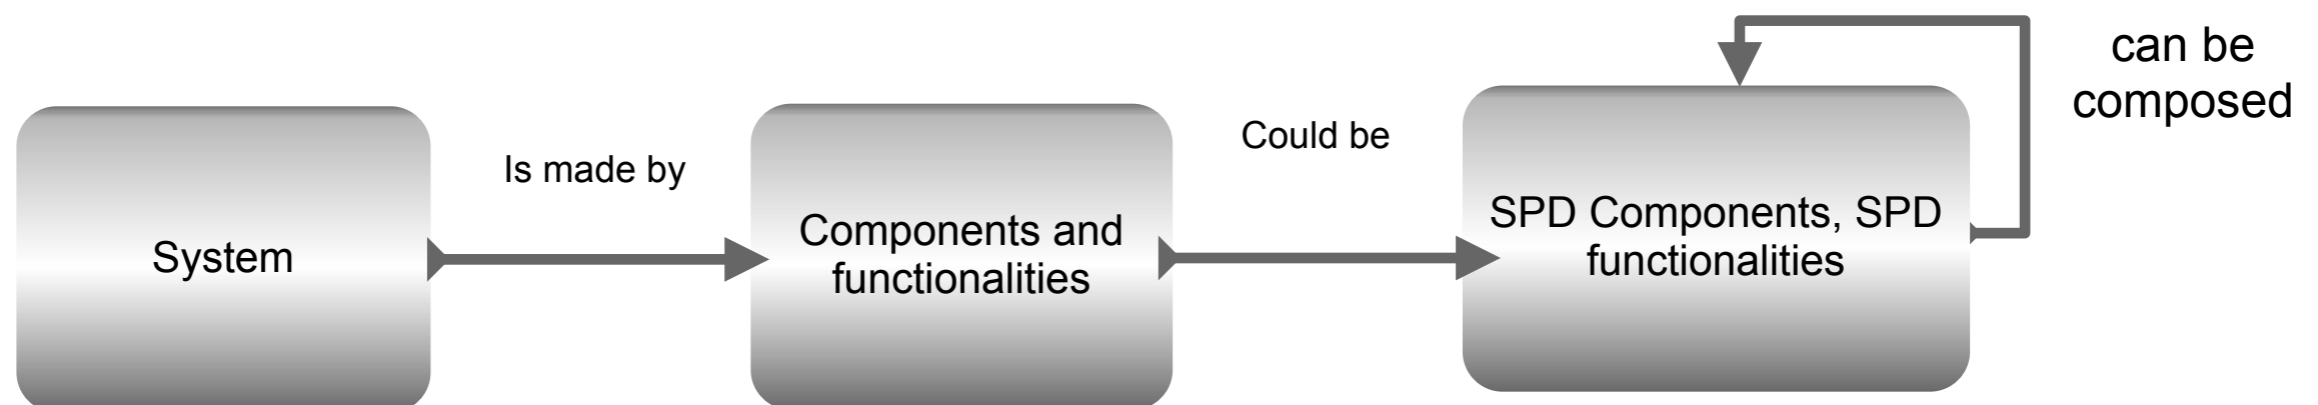 System
Is made by
Components and
functionalities
Could be
SPD Components, SPD
functionalities
can be
composed